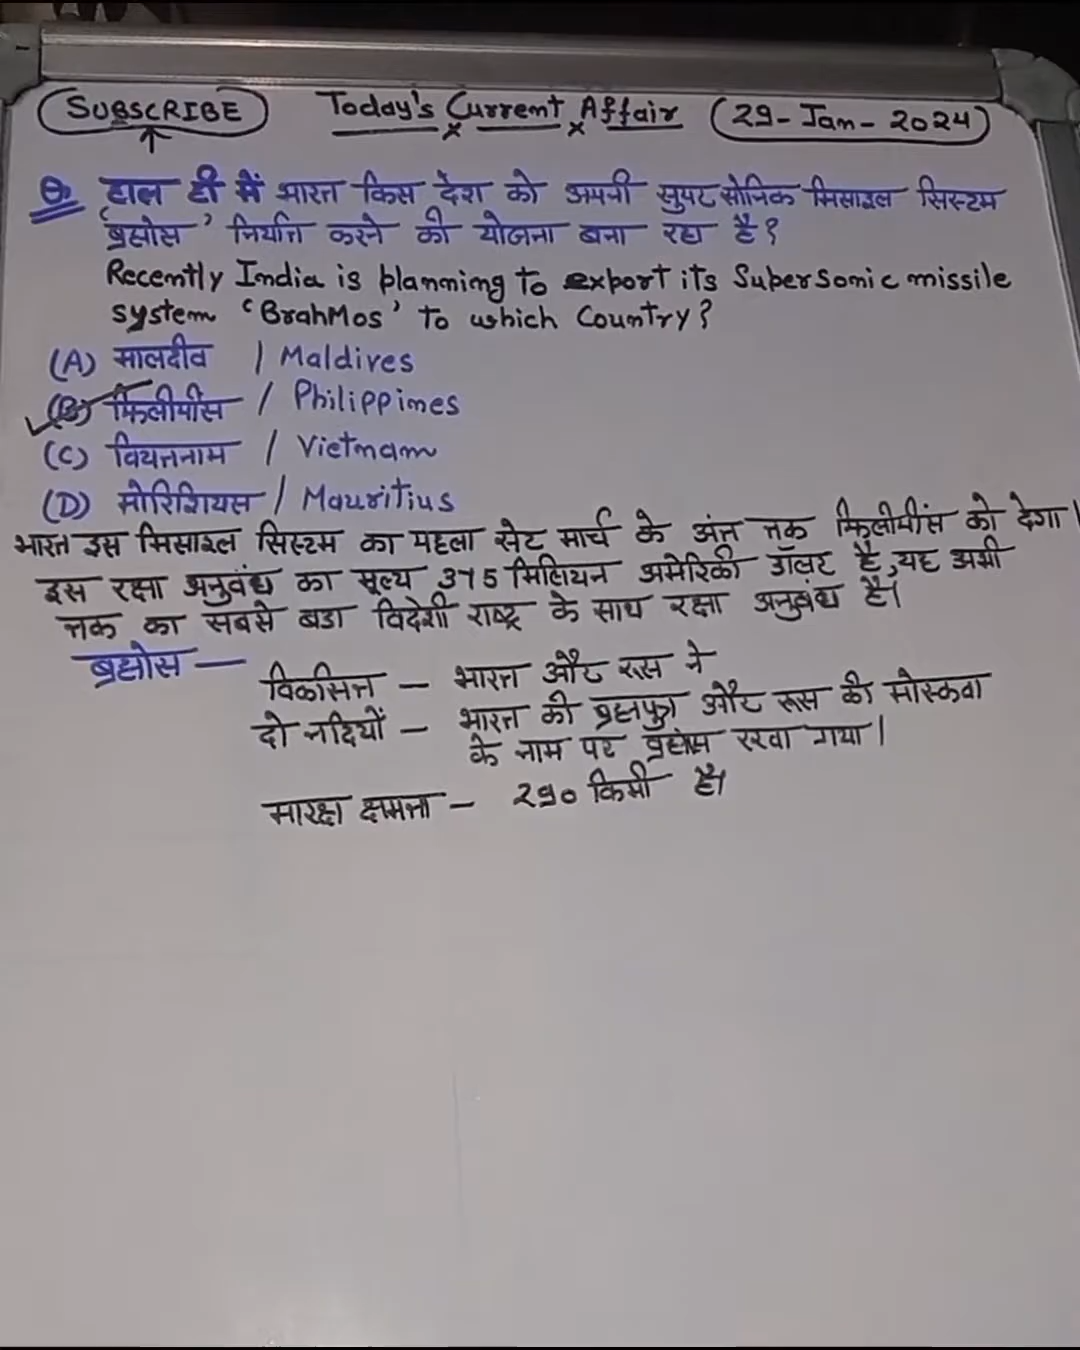 SUBSCRIBE Today's Current Affair (29-Jan-2024)
Q. हाल ही में भारत किस देश को अपनी सुपर सोनिक मिसाइल सिस्टम
'ब्रह्मोस' निर्यात करने की योजना बना रहा है?
Recently India is planning to export its Supersonic missile
system 'BrahMos' to which Country?
(A) मालदीव / Maldives
(B) फिलीपींस / Philippines
(C) वियतनाम / Vietnam
(D) मोरिशियस / Mauritius
भारत इस मिसाइल सिस्टम का पहला सेट मार्च के अंत तक फिलीपींस को देगा।
इस रक्षा अनुबंध का मूल्य 375 मिलियन अमेरिकी डॉलर है, यह अभी
तक का सबसे बडा विदेशी राष्ट्र के साथ रक्षा अनुबंध है।
ब्रह्मोस — विकसित — भारत और रूस ने
दो नदियों — भारत की ब्रह्मपुत्रा और रूस की मोस्कवा
के नाम पर ब्रह्मोस रखा गया।
मारक क्षमता — 290 किमी है।